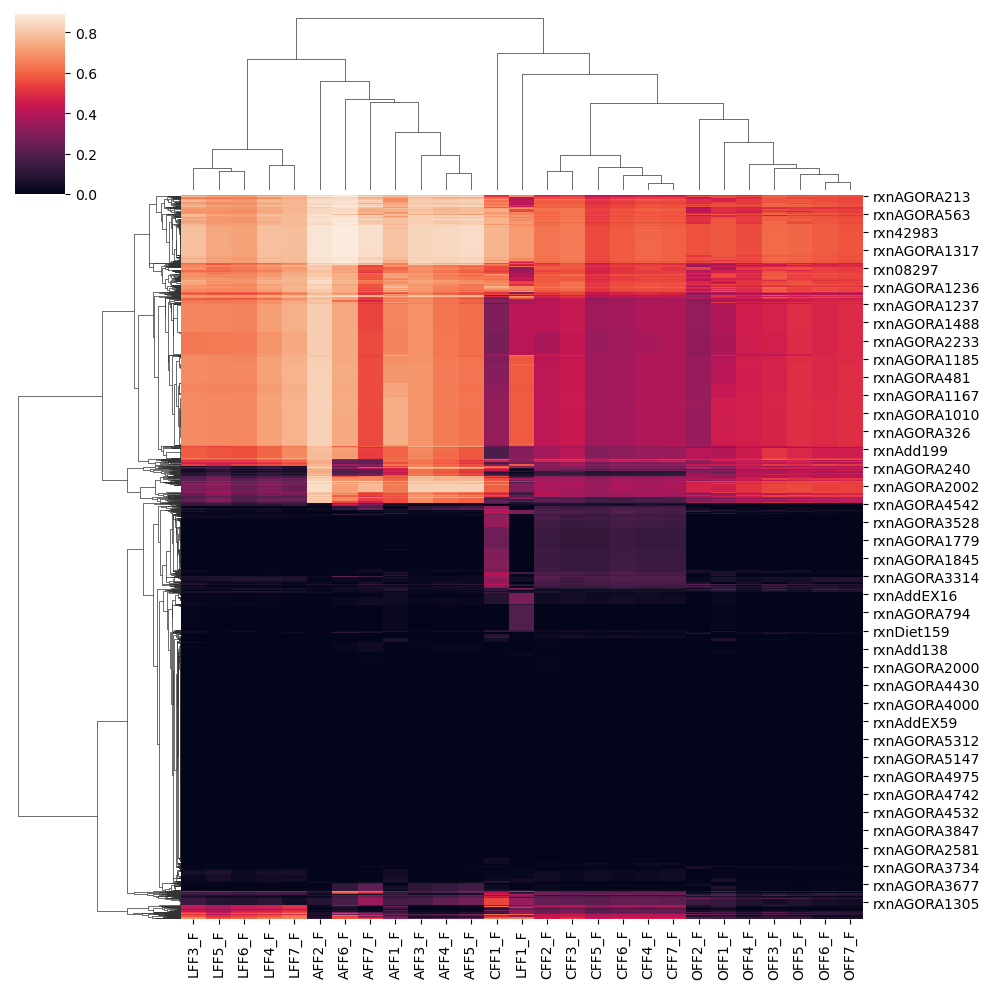 0.8
0.6
0.4
0.2
0.0
rxnAGORA213
rxnAGORA563
rxn42983
rxnAGORA1317
rxn08297
rxnAGORA1236
rxnAGORA1237
rxnAGORA1488
rxnAGORA2233
rxnAGORA1185
rxnAGORA481
rxnAGORA1167
rxnAGORA1010
rxnAGORA326
rxnAdd199
rxnAGORA240
rxnAGORA2002
rxnAGORA4542
rxnAGORA3528
rxnAGORA1779
rxnAGORA1845
rxnAGORA3314
rxnAddEX16
rxnAGORA794
rxnDiet159
rxnAdd138
rxnAGORA2000
rxnAGORA4430
rxnAGORA4000
rxnAddEX59
rxnAGORA5312
rxnAGORA5147
rxnAGORA4975
rxnAGORA4742
rxnAGORA4532
rxnAGORA3847
rxnAGORA2581
rxnAGORA3734
rxnAGORA3677
rxnAGORA1305
LFF3_F
LFF5_F
LFF6_F
LFF4_F
LFF7_F
AFF2_F
AFF6_F
AFF7_F
AFF1_F
AFF3_F
AFF4_F
AFF5_F
CFF1_F
LFF1_F
CFF2_F
CFF3_F
CFF5_F
CFF6_F
CFF4_F
CFF7_F
OFF2_F
OFF1_F
OFF4_F
OFF3_F
OFF5_F
OFF6_F
OFF7_F